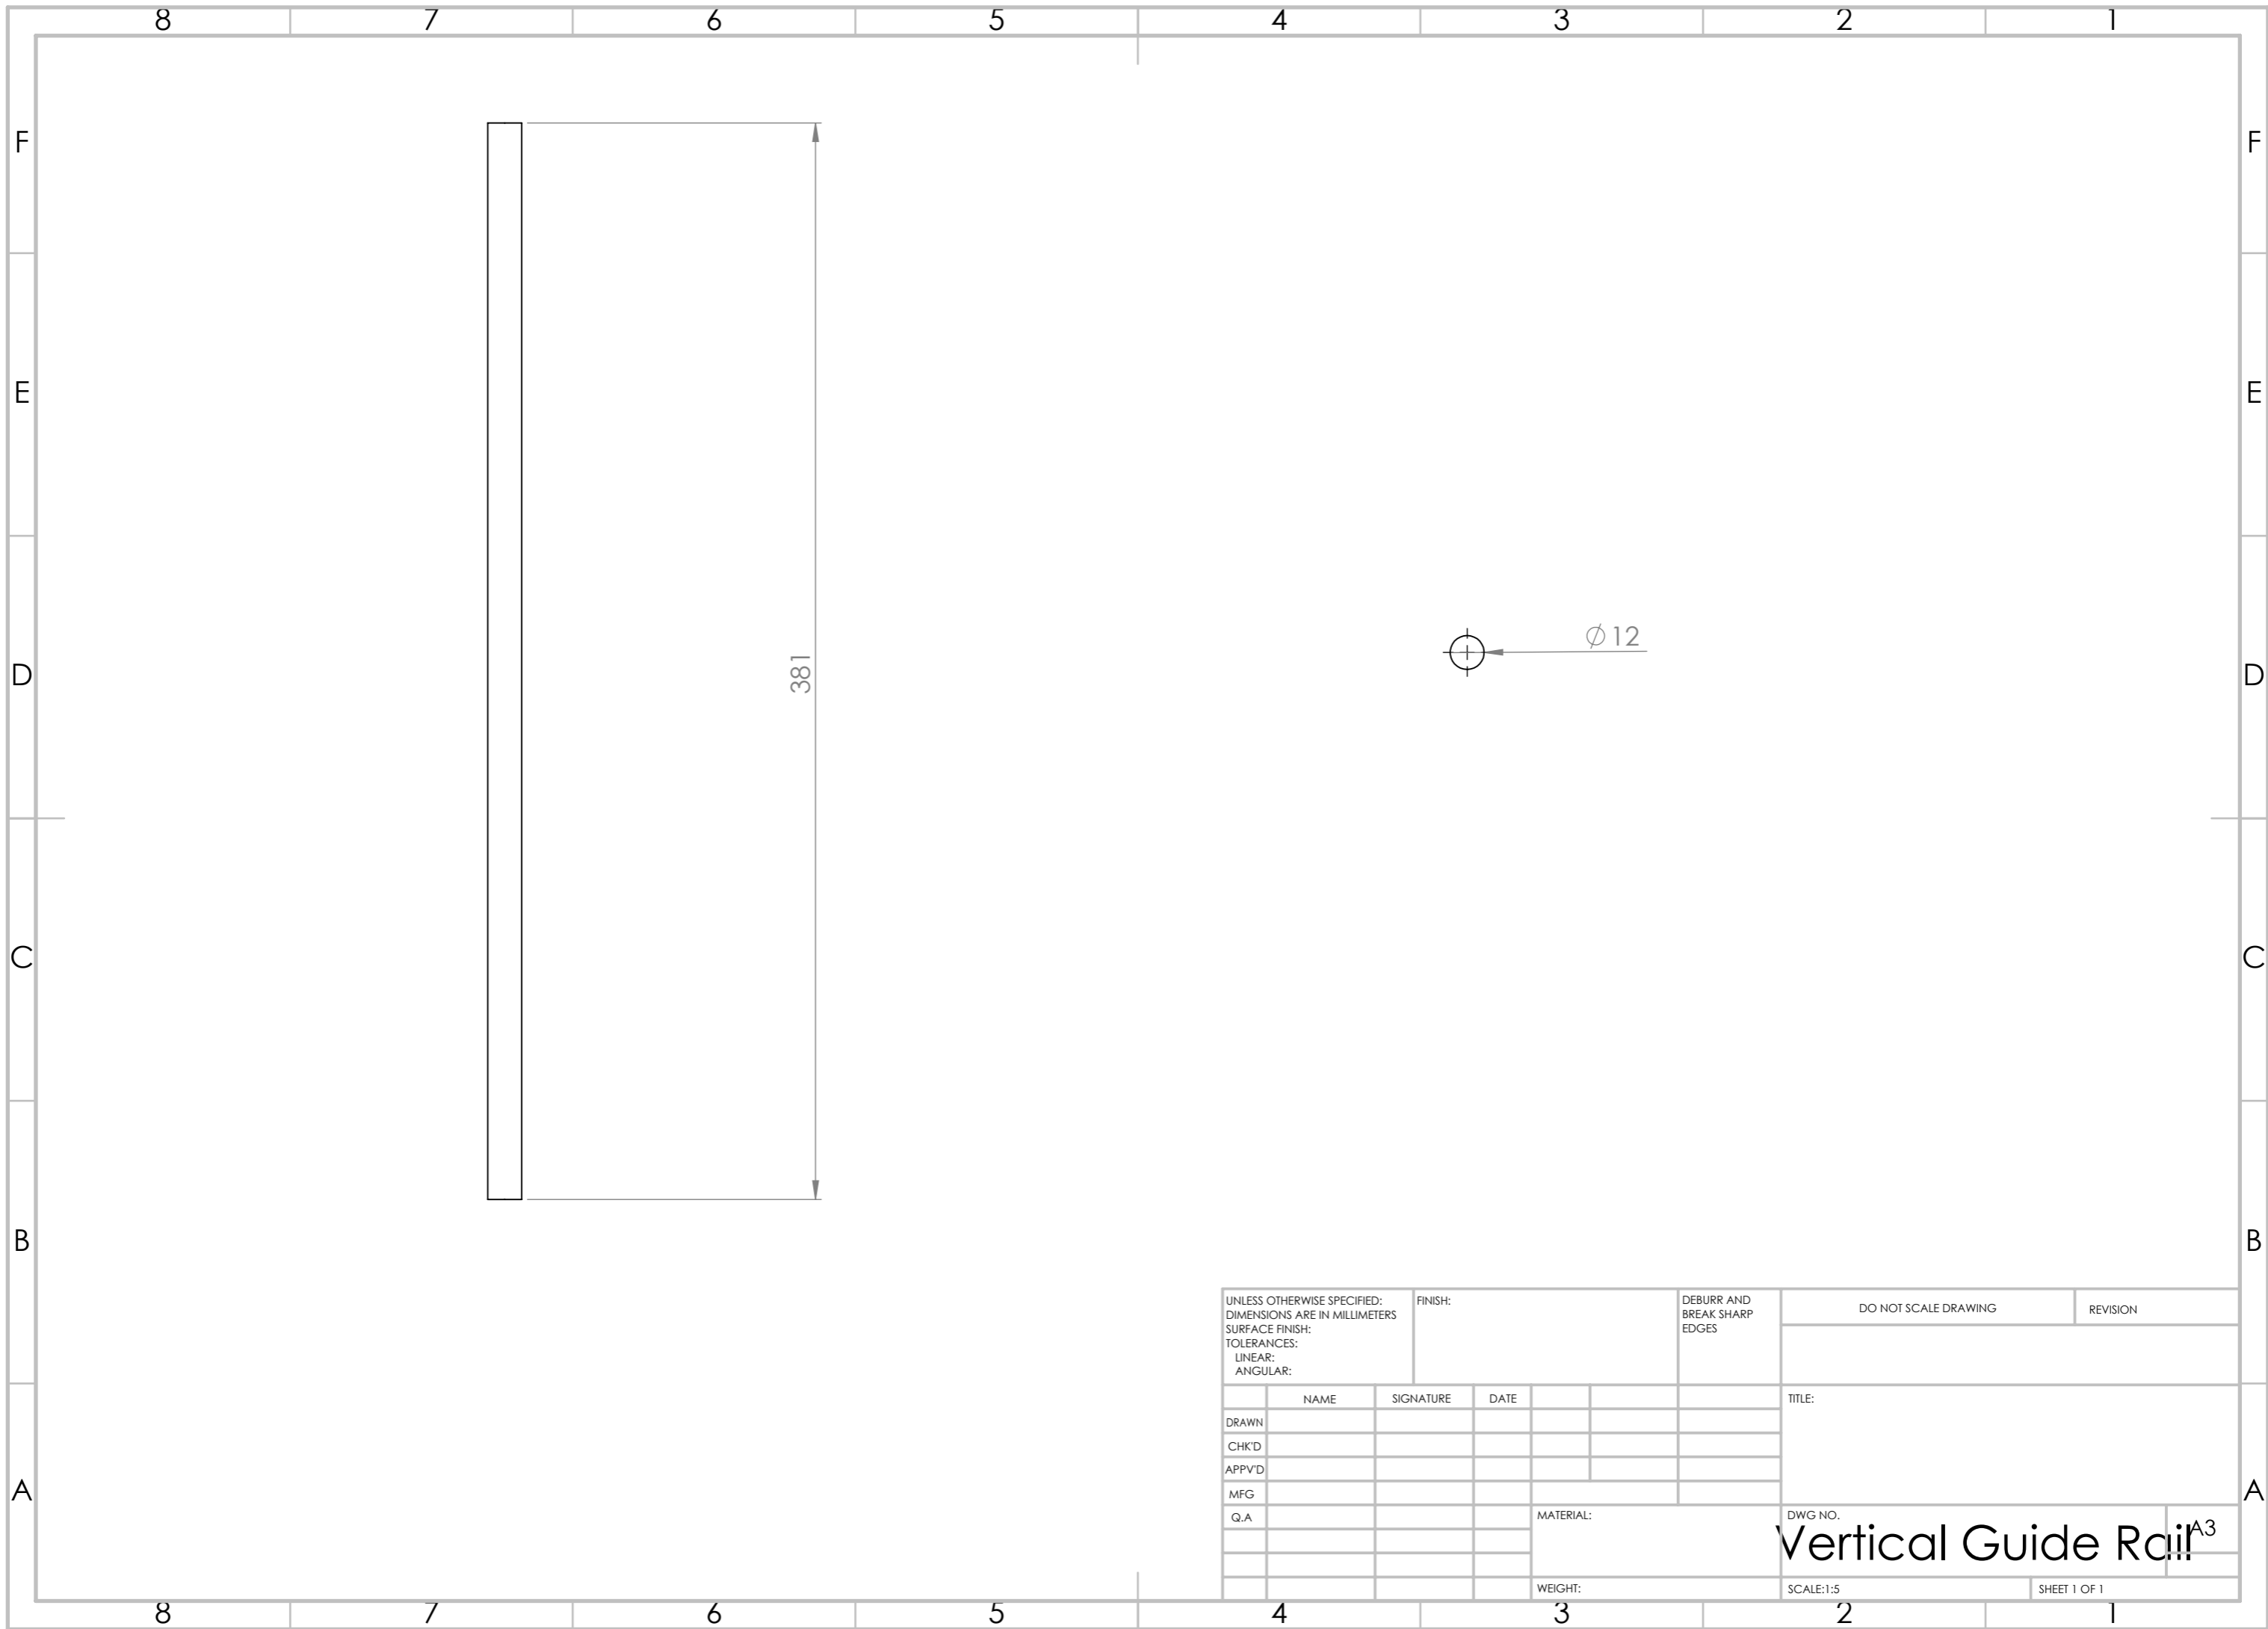 8 7 6 5 4 3 2 1
F F
E E
381
Ø12
D D
C C
B B
UNLESS OTHERWISE SPECIFIED:
DIMENSIONS ARE IN MILLIMETERS
SURFACE FINISH:
TOLERANCES:
LINEAR:
ANGULAR:
FINISH:
DEBURR AND
BREAK SHARP
EDGES
DO NOT SCALE DRAWING
REVISION
NAME SIGNATURE DATE
TITLE:
DRAWN
CHK'D
APPV'D
MFG
Q.A
A A
MATERIAL:
DWG NO.
Vertical Guide Rail
A3
WEIGHT:
SCALE:1:5
SHEET 1 OF 1
8 7 6 5 4 3 2 1